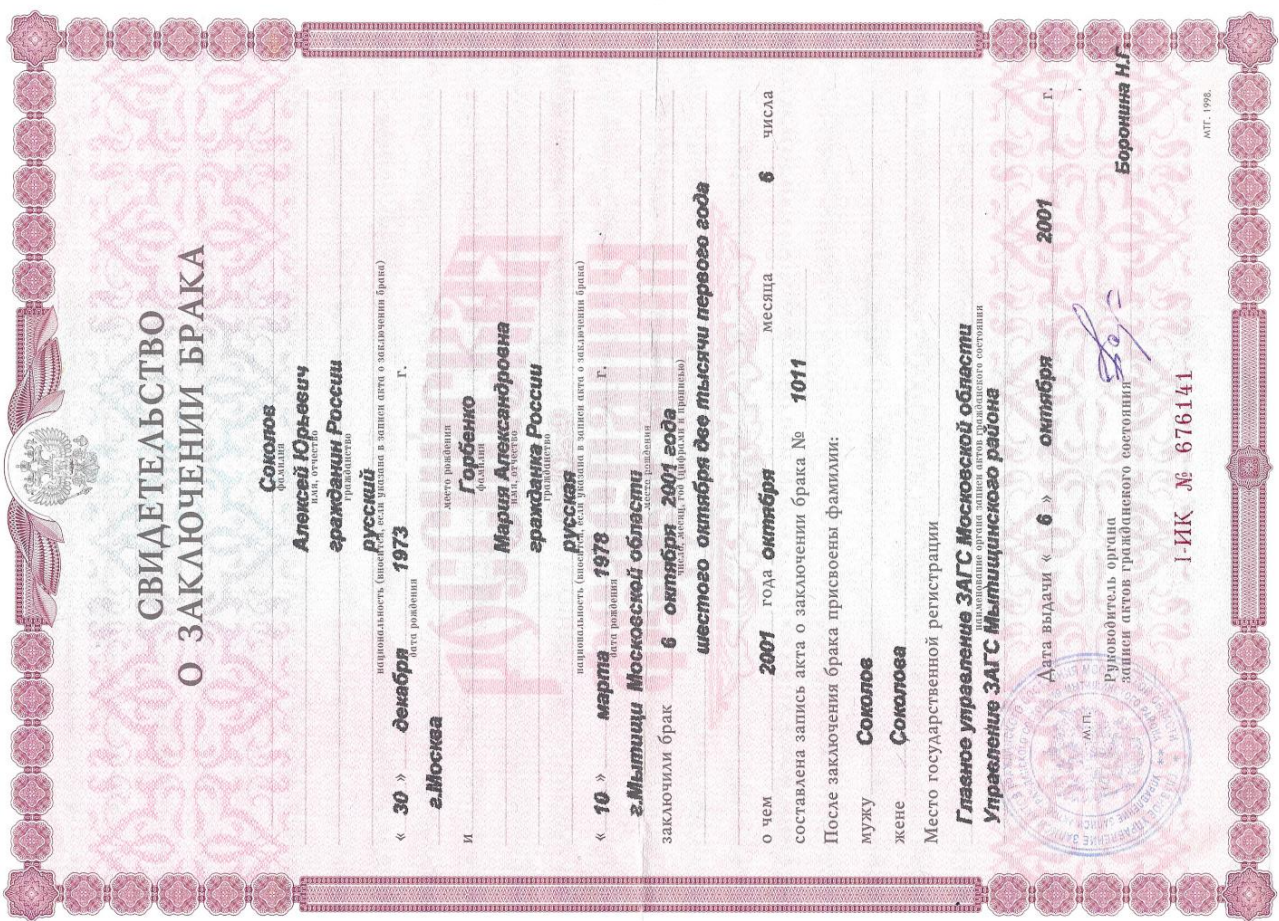 СВИДЕТЕЛЬСТВО
О ЗАКЛЮЧЕНИИ БРАКА
Соколов
фамилия
Алексей Юрьевич
имя, отчество
гражданин России
гражданство
русский
национальность (вносится, если указана в записи акта о заключении брака)
« 30 » декабря 1973 г.
дата рождения
г.Москва
место рождения
и Горбенко
фамилия
Мария Александровна
имя, отчество
гражданка России
гражданство
русская
национальность (вносится, если указана в записи акта о заключении брака)
« 10 » марта 1978 г.
дата рождения
г.Мытищи Московской области
место рождения
заключили брак 6 октября 2001 года
число, месяц, год (цифрами и прописью)
шестого октября две тысячи первого года
о чем 2001 года октября месяца 6 числа
составлена запись акта о заключении брака № 1011
После заключения брака присвоены фамилии:
мужу Соколов
жене Соколова
Место государственной регистрации
Главное управление ЗАГС Московской области
наименование органа записи актов гражданского состояния
Управление ЗАГС Мытищинского района
Дата выдачи « 6 » октября 2001 г.
М.П.
Руководитель органа
записи актов гражданского состояния
Боронина Н.Г.
I-ИК № 676141
МТГ. 1998.